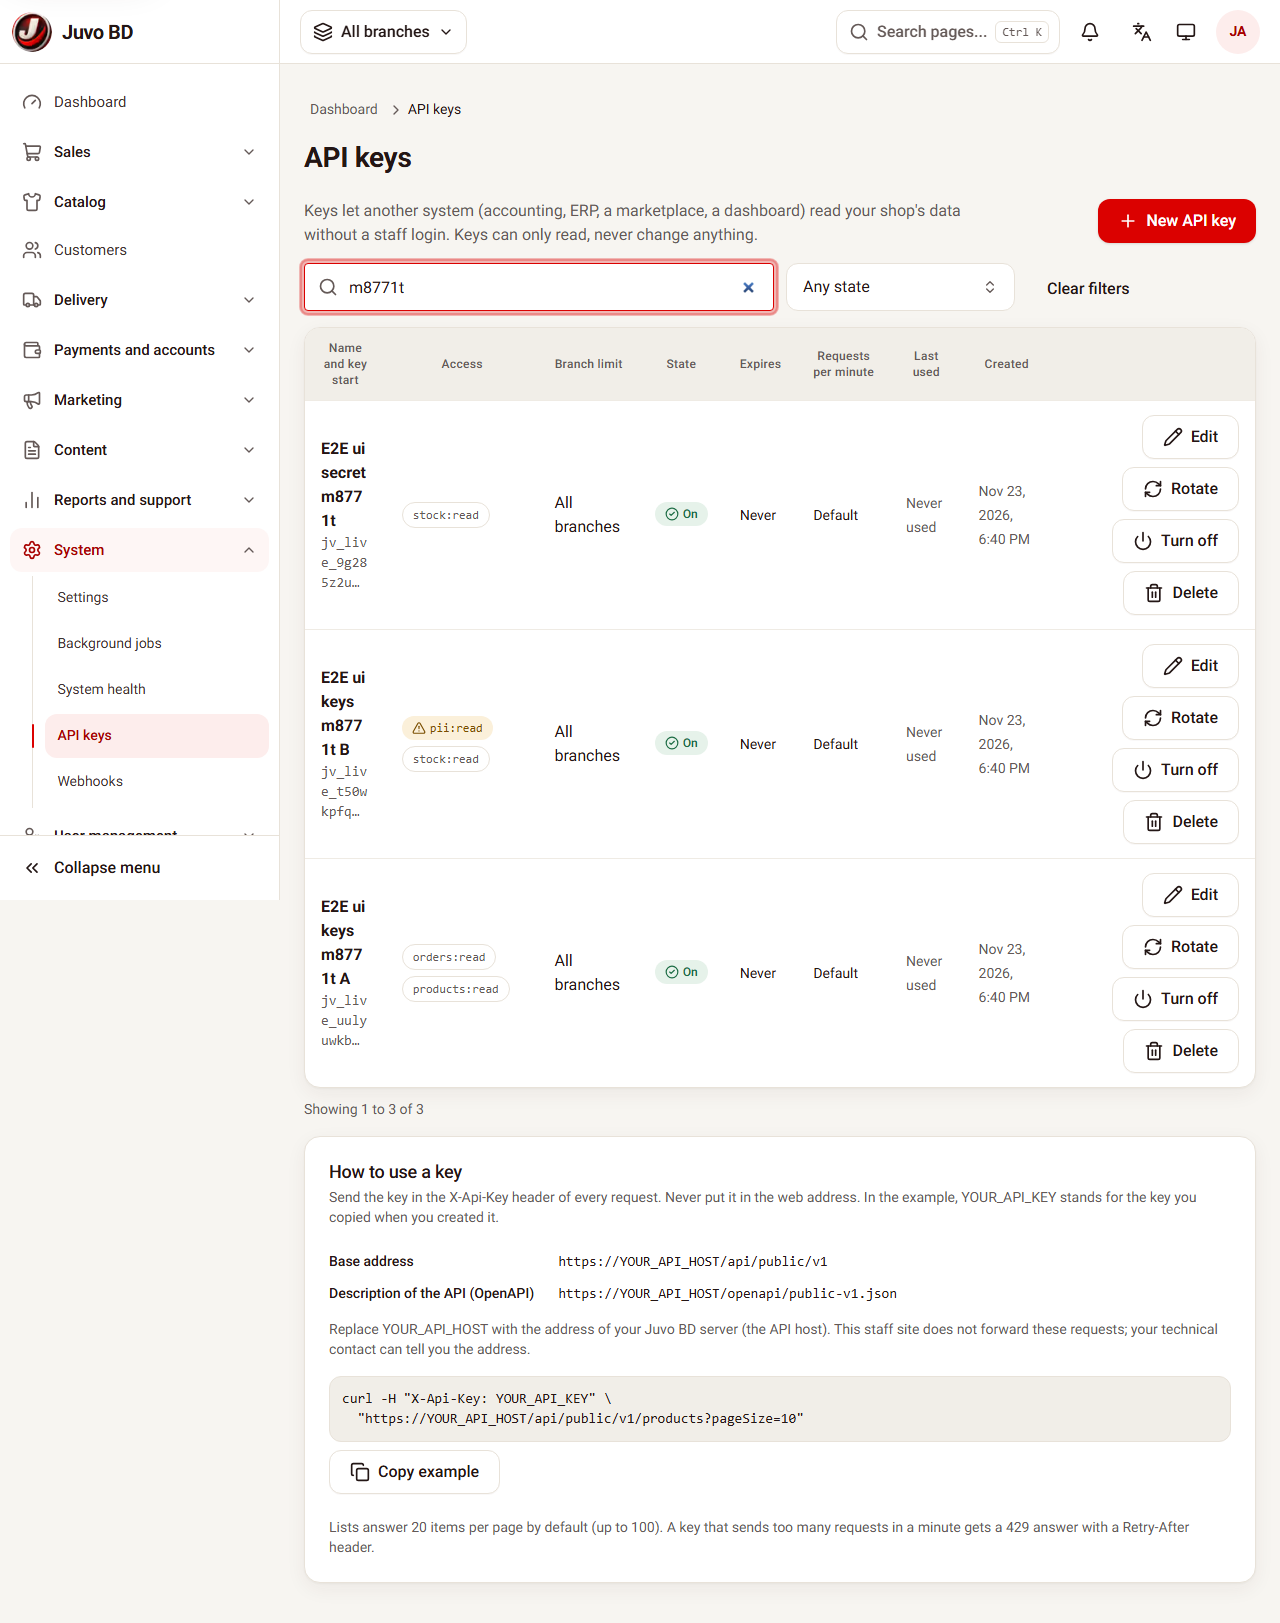 Juvo BD
All branches
Search pages...
Ctrl K
JA
Dashboard
Sales
Catalog
Customers
Delivery
Payments and accounts
Marketing
Content
Reports and support
System
Settings
Background jobs
System health
API keys
Webhooks
User management
Collapse menu
Dashboard > API keys
API keys
Keys let another system (accounting, ERP, a marketplace, a dashboard) read your shop's data
without a staff login. Keys can only read, never change anything.
New API key
m8771t
Any state
Clear filters
Name
and key
start
Access
Branch limit
State
Expires
Requests
per minute
Last
used
Created
E2E ui
secret
m877
1t
jv_liv
e_9g28
5z2u…
stock:read
All
branches
On
Never
Default
Never
used
Nov 23,
2026,
6:40 PM
Edit
Rotate
Turn off
Delete
E2E ui
keys
m877
1t B
jv_liv
e_t50w
kpfq…
pii:read
stock:read
All
branches
On
Never
Default
Never
used
Nov 23,
2026,
6:40 PM
Edit
Rotate
Turn off
Delete
E2E ui
keys
m877
1t A
jv_liv
e_uuly
uwkb…
orders:read
products:read
All
branches
On
Never
Default
Never
used
Nov 23,
2026,
6:40 PM
Edit
Rotate
Turn off
Delete
Showing 1 to 3 of 3
How to use a key
Send the key in the X-Api-Key header of every request. Never put it in the web address. In the example, YOUR_API_KEY stands for the key you
copied when you created it.
Base address
https://YOUR_API_HOST/api/public/v1
Description of the API (OpenAPI)
https://YOUR_API_HOST/openapi/public-v1.json
Replace YOUR_API_HOST with the address of your Juvo BD server (the API host). This staff site does not forward these requests; your technical
contact can tell you the address.
curl -H "X-Api-Key: YOUR_API_KEY" \
"https://YOUR_API_HOST/api/public/v1/products?pageSize=10"
Copy example
Lists answer 20 items per page by default (up to 100). A key that sends too many requests in a minute gets a 429 answer with a Retry-After
header.